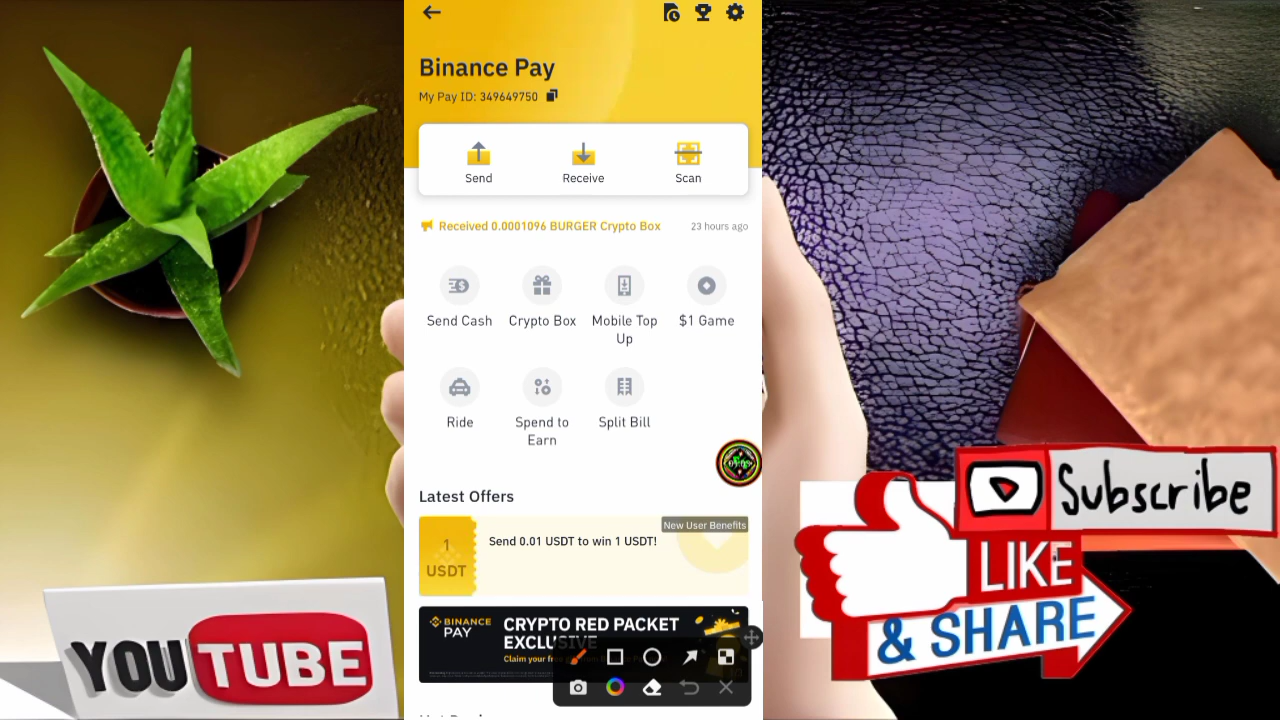 Binance Pay
My Pay ID: 349649750
Send
Receive
Scan
Received 0.0001096 BURGER Crypto Box
23 hours ago
Send Cash
Crypto Box
Mobile Top
Up
$1 Game
Ride
Spend to
Earn
Split Bill
Latest Offers
New User Benefits
1
USDT
Send 0.01 USDT to win 1 USDT!
BINANCE
PAY
CRYPTO RED PACKET
EXCLUSIVE
Claim your
YOUTUBE
Subscribe
LIKE
& SHARE